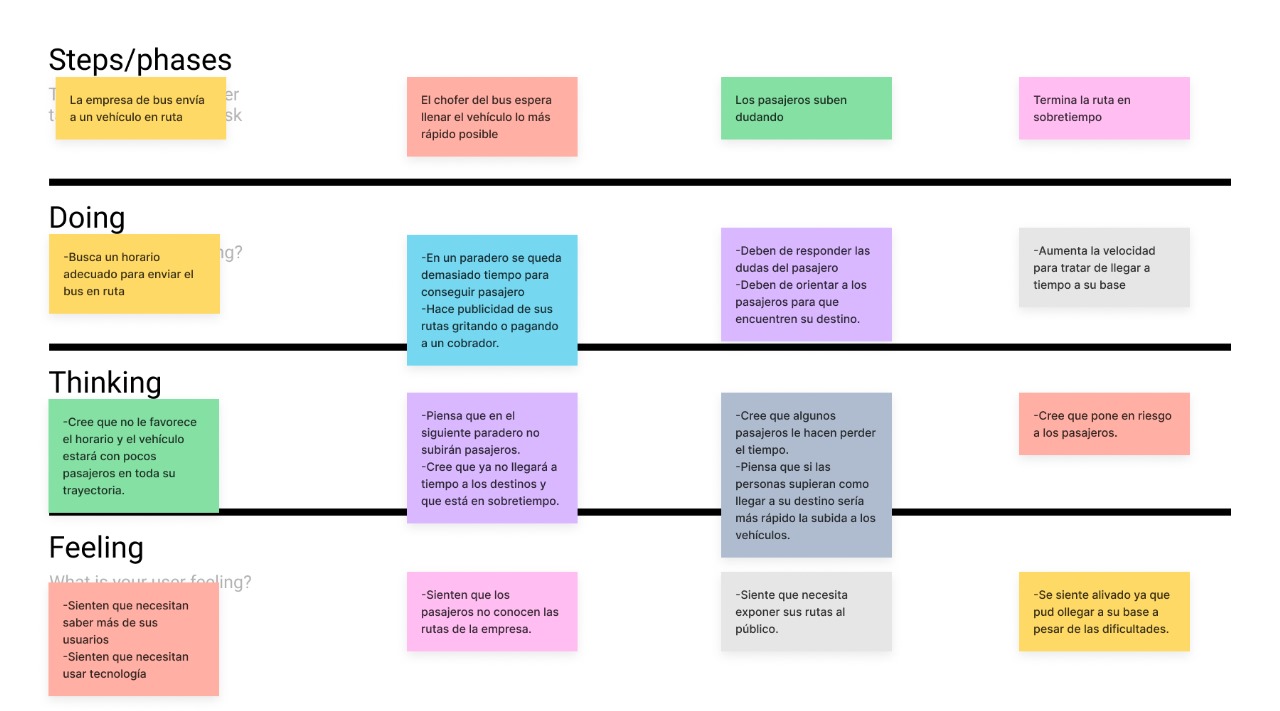 Steps/phases
La empresa de bus envía
a un vehículo en ruta
er
sk
El chofer del bus espera
llenar el vehículo lo más
rápido posible
Los pasajeros suben
dudando
Termina la ruta en
sobretiempo
Doing
ng?
-Busca un horario
adecuado para enviar el
bus en ruta
-En un paradero se queda
demasiado tiempo para
conseguir pasajero
-Hace publicidad de sus
rutas gritando o pagando
a un cobrador.
-Deben de responder las
dudas del pasajero
-Deben de orientar a los
pasajeros para que
encuentren su destino.
-Aumenta la velocidad
para tratar de llegar a
tiempo a su base
Thinking
-Cree que no le favorece
el horario y el vehículo
estará con pocos
pasajeros en toda su
trayectoria.
-Piensa que en el
siguiente paradero no
subirán pasajeros.
-Cree que ya no llegará a
tiempo a los destinos y
que está en sobretiempo.
-Cree que algunos
pasajeros le hacen perder
el tiempo.
-Piensa que si las
personas supieran como
llegar a su destino sería
más rápido la subida a los
vehículos.
-Cree que pone en riesgo
a los pasajeros.
Feeling
What is your user feeling?
-Sienten que necesitan
saber más de sus
usuarios
-Sienten que necesitan
usar tecnología
-Sienten que los
pasajeros no conocen las
rutas de la empresa.
-Siente que necesita
exponer sus rutas al
público.
-Se siente alivado ya que
pud ollegar a su base a
pesar de las dificultades.